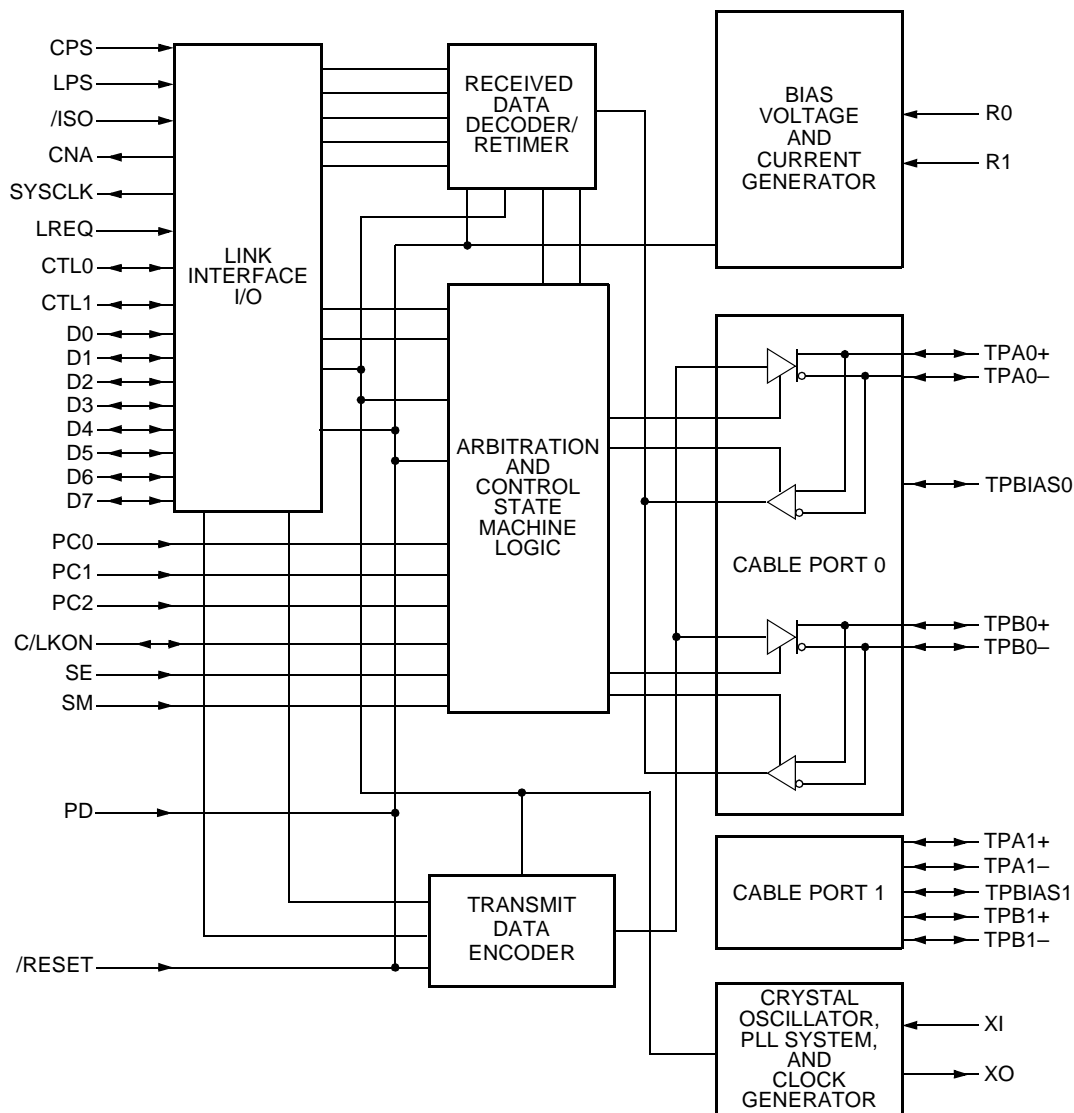 CPS
LPS
/ISO
CNA
SYSCLK
LREQ
CTL0
CTL1
D0
D1
D2
D3
D4
D5
D6
D7
PC0
PC1
PC2
C/LKON
SE
SM
PD
/RESET
LINK
INTERFACE
I/O
RECEIVED
DATA
DECODER/
RETIMER
ARBITRATION
AND
CONTROL
STATE
MACHINE
LOGIC
TRANSMIT
DATA
ENCODER
BIAS
VOLTAGE
AND
CURRENT
GENERATOR
R0
R1
CABLE PORT 0
TPA0+
TPA0–
TPBIAS0
TPB0+
TPB0–
CABLE PORT 1
TPA1+
TPA1–
TPBIAS1
TPB1+
TPB1–
CRYSTAL
OSCILLATOR,
PLL SYSTEM,
AND
CLOCK
GENERATOR
XI
XO